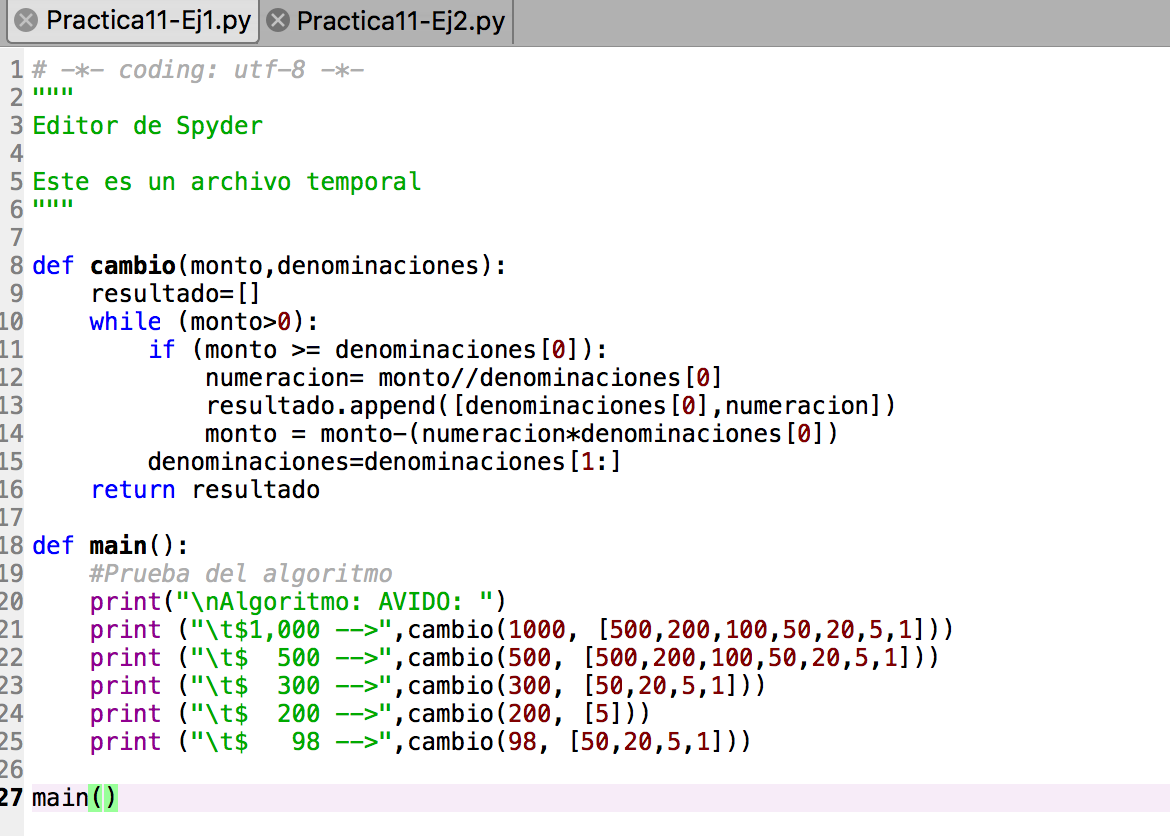 Practica11-Ej1.py Practica11-Ej2.py
1 # -*- coding: utf-8 -*-
2 """
3 Editor de Spyder
4
5 Este es un archivo temporal
6 """
7
8 def cambio(monto,denominaciones):
9     resultado=[]
10     while (monto>0):
11         if (monto >= denominaciones[0]):
12             numeracion= monto//denominaciones[0]
13             resultado.append([denominaciones[0],numeracion])
14             monto = monto-(numeracion*denominaciones[0])
15         denominaciones=denominaciones[1:]
16     return resultado
17
18 def main():
19     #Prueba del algoritmo
20     print("\nAlgoritmo: AVIDO: ")
21     print ("\t$1,000 -->",cambio(1000, [500,200,100,50,20,5,1]))
22     print ("\t$  500 -->",cambio(500, [500,200,100,50,20,5,1]))
23     print ("\t$  300 -->",cambio(300, [50,20,5,1]))
24     print ("\t$  200 -->",cambio(200, [5]))
25     print ("\t$   98 -->",cambio(98, [50,20,5,1]))
26
27 main()